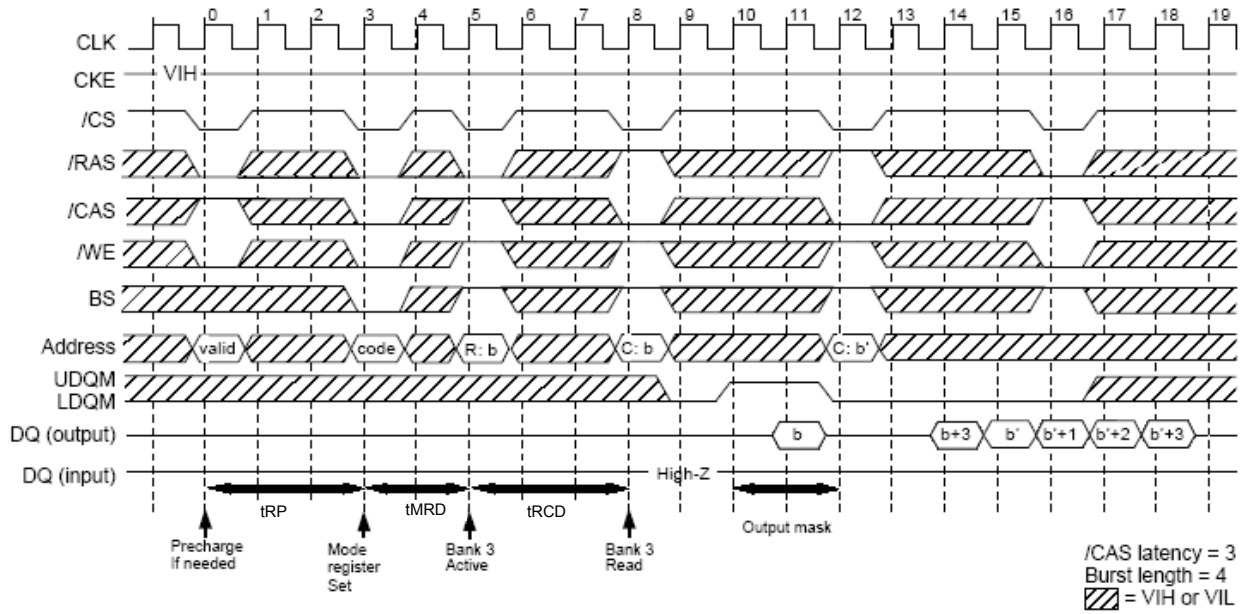 0 1 2 3 4 5 6 7 8 9 10 11 12 13 14 15 16 17 18 19
CLK
CKE VIH
/CS
/RAS
/CAS
/WE
BS
Address valid code R: b C: b C: b'
UDQM
LDQM
DQ (output) b b+3 b' b'+1 b'+2 b'+3
DQ (input) High-Z
tRP tMRD tRCD Output mask
Precharge
If needed
Mode
register
Set
Bank 3
Active
Bank 3
Read
/CAS latency = 3
Burst length = 4
= VIH or VIL